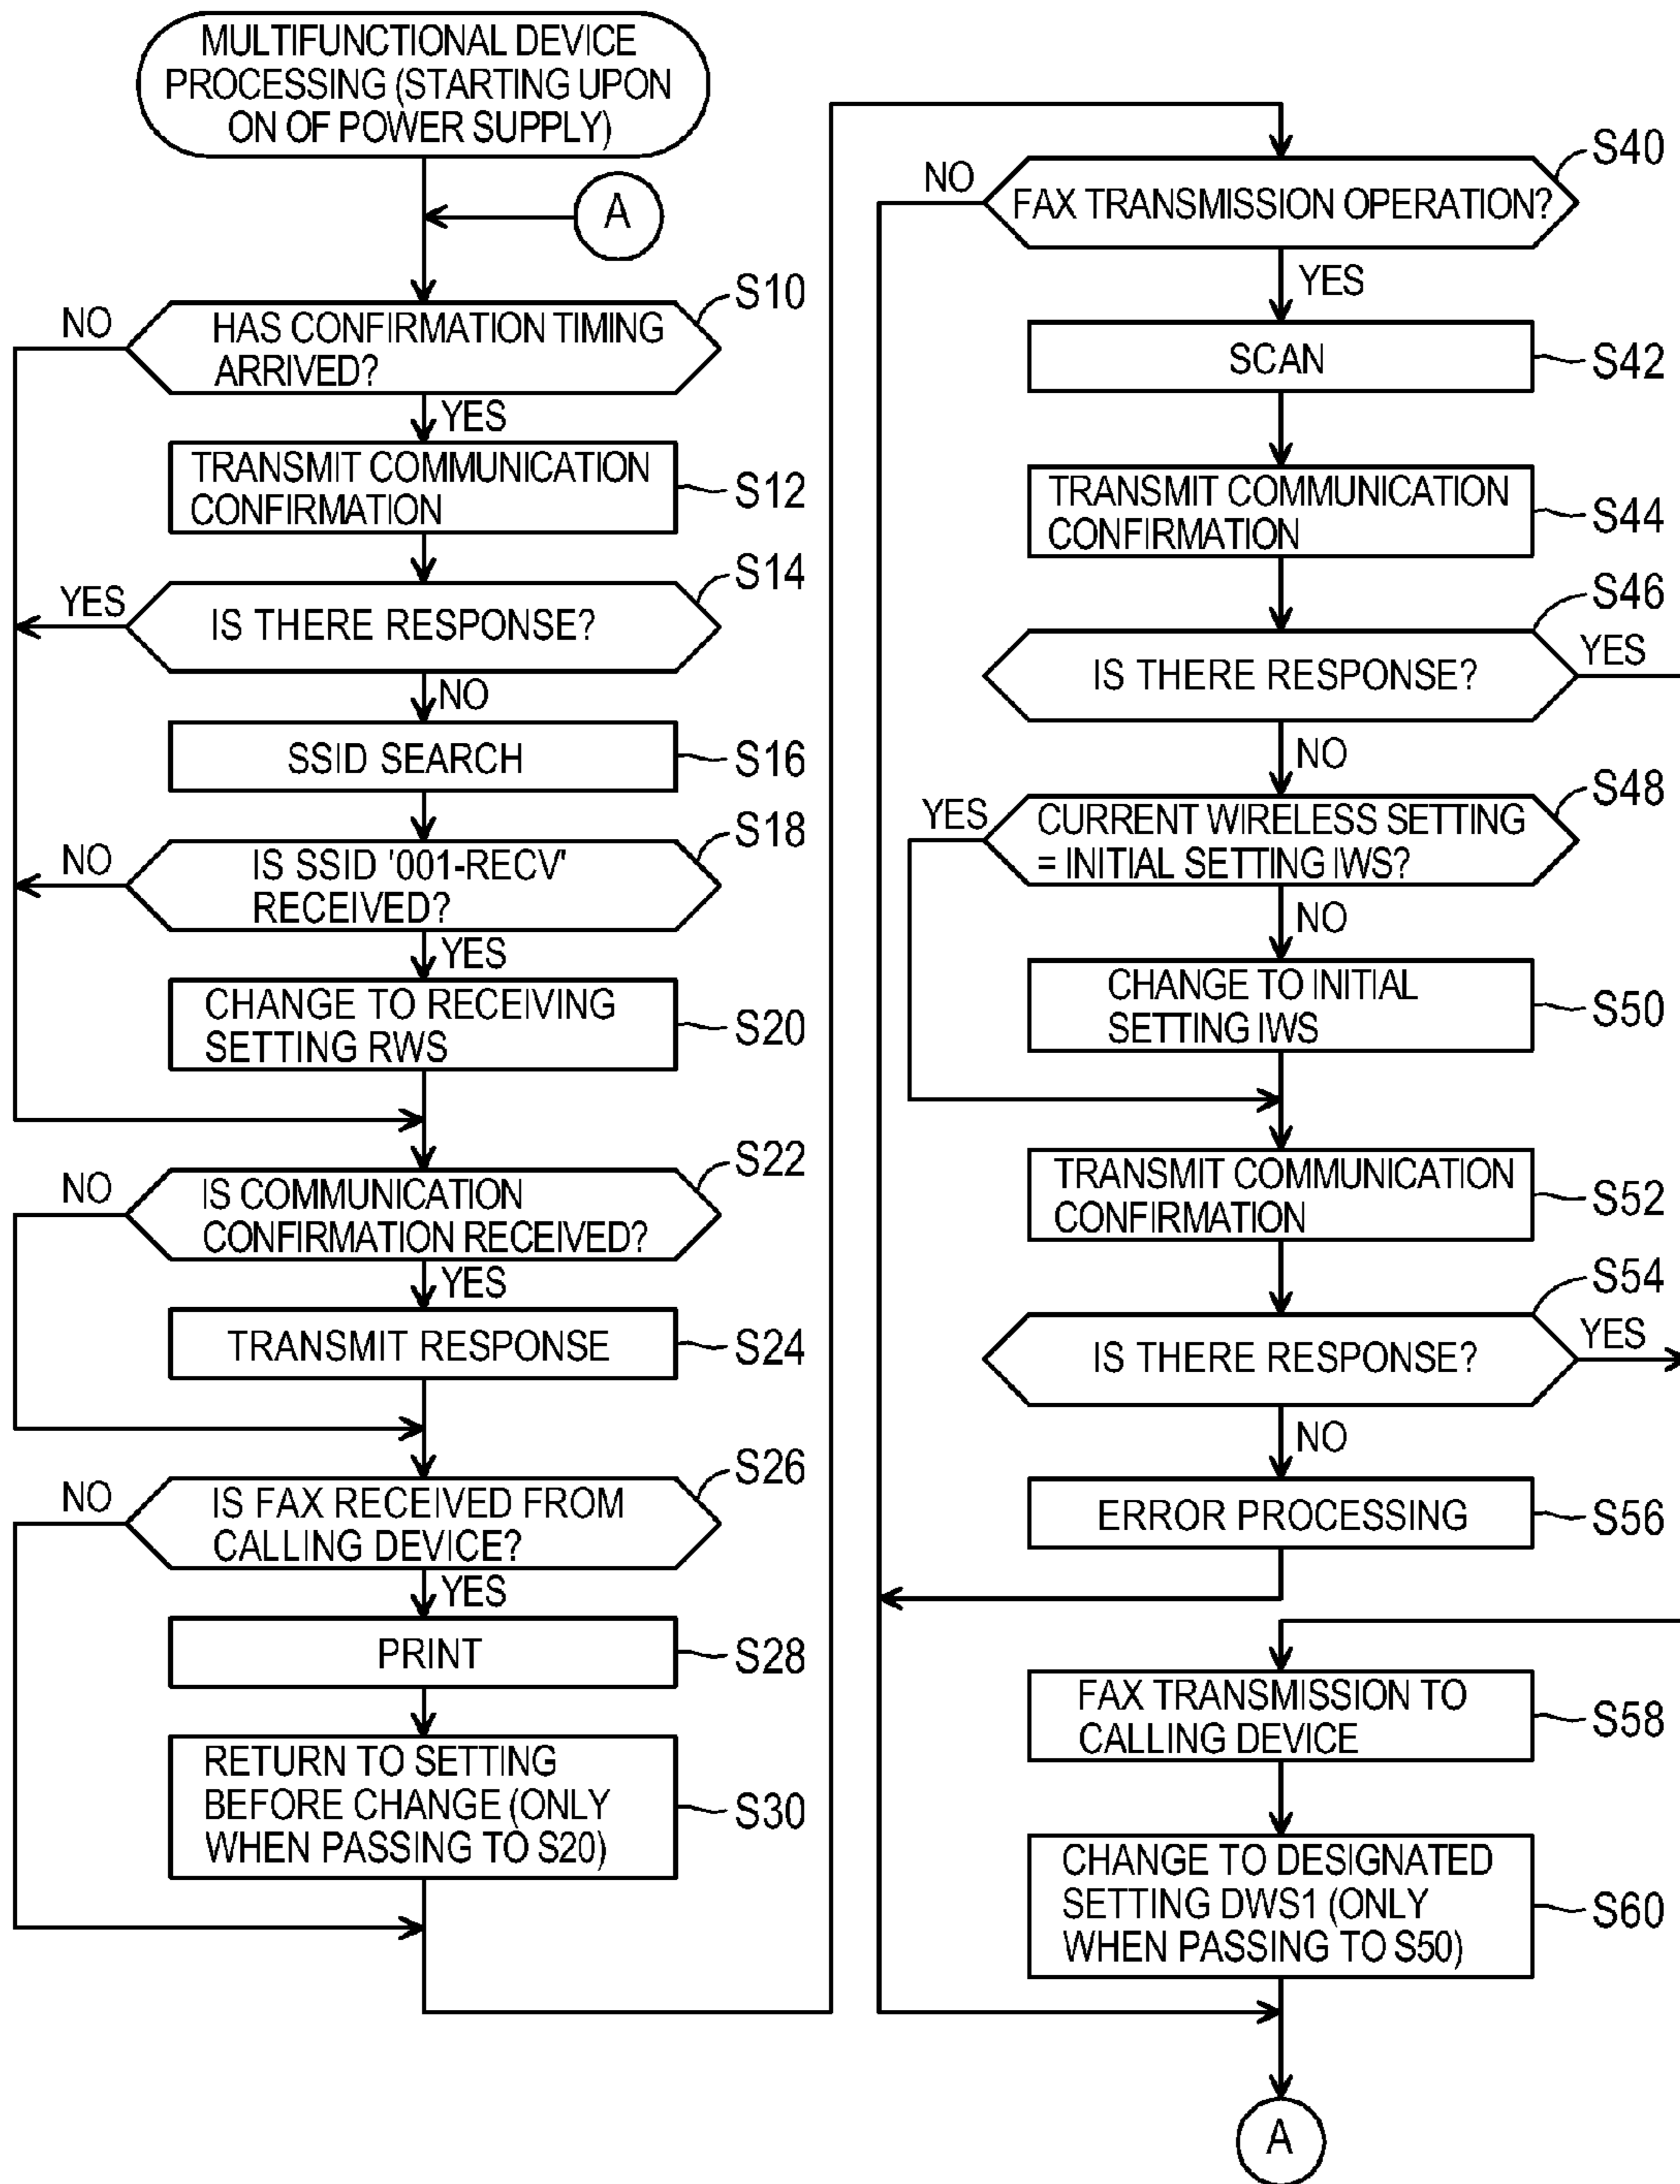 MULTIFUNCTIONAL DEVICE
PROCESSING (STARTING UPON
ON OF POWER SUPPLY)
A
S10
NO
HAS CONFIRMATION TIMING
ARRIVED?
YES
TRANSMIT COMMUNICATION
CONFIRMATION
S12
S14
YES
IS THERE RESPONSE?
NO
SSID SEARCH
S16
S18
NO
IS SSID '001-RECV'
RECEIVED?
YES
CHANGE TO RECEIVING
SETTING RWS
S20
S22
NO
IS COMMUNICATION
CONFIRMATION RECEIVED?
YES
TRANSMIT RESPONSE
S24
S26
NO
IS FAX RECEIVED FROM
CALLING DEVICE?
YES
PRINT
S28
RETURN TO SETTING
BEFORE CHANGE (ONLY
WHEN PASSING TO S20)
S30
S40
NO
FAX TRANSMISSION OPERATION?
YES
SCAN
S42
TRANSMIT COMMUNICATION
CONFIRMATION
S44
S46
YES
IS THERE RESPONSE?
NO
S48
YES
CURRENT WIRELESS SETTING
= INITIAL SETTING IWS?
NO
CHANGE TO INITIAL
SETTING IWS
S50
TRANSMIT COMMUNICATION
CONFIRMATION
S52
S54
YES
IS THERE RESPONSE?
NO
ERROR PROCESSING
S56
FAX TRANSMISSION TO
CALLING DEVICE
S58
CHANGE TO DESIGNATED
SETTING DWS1 (ONLY
WHEN PASSING TO S50)
S60
A